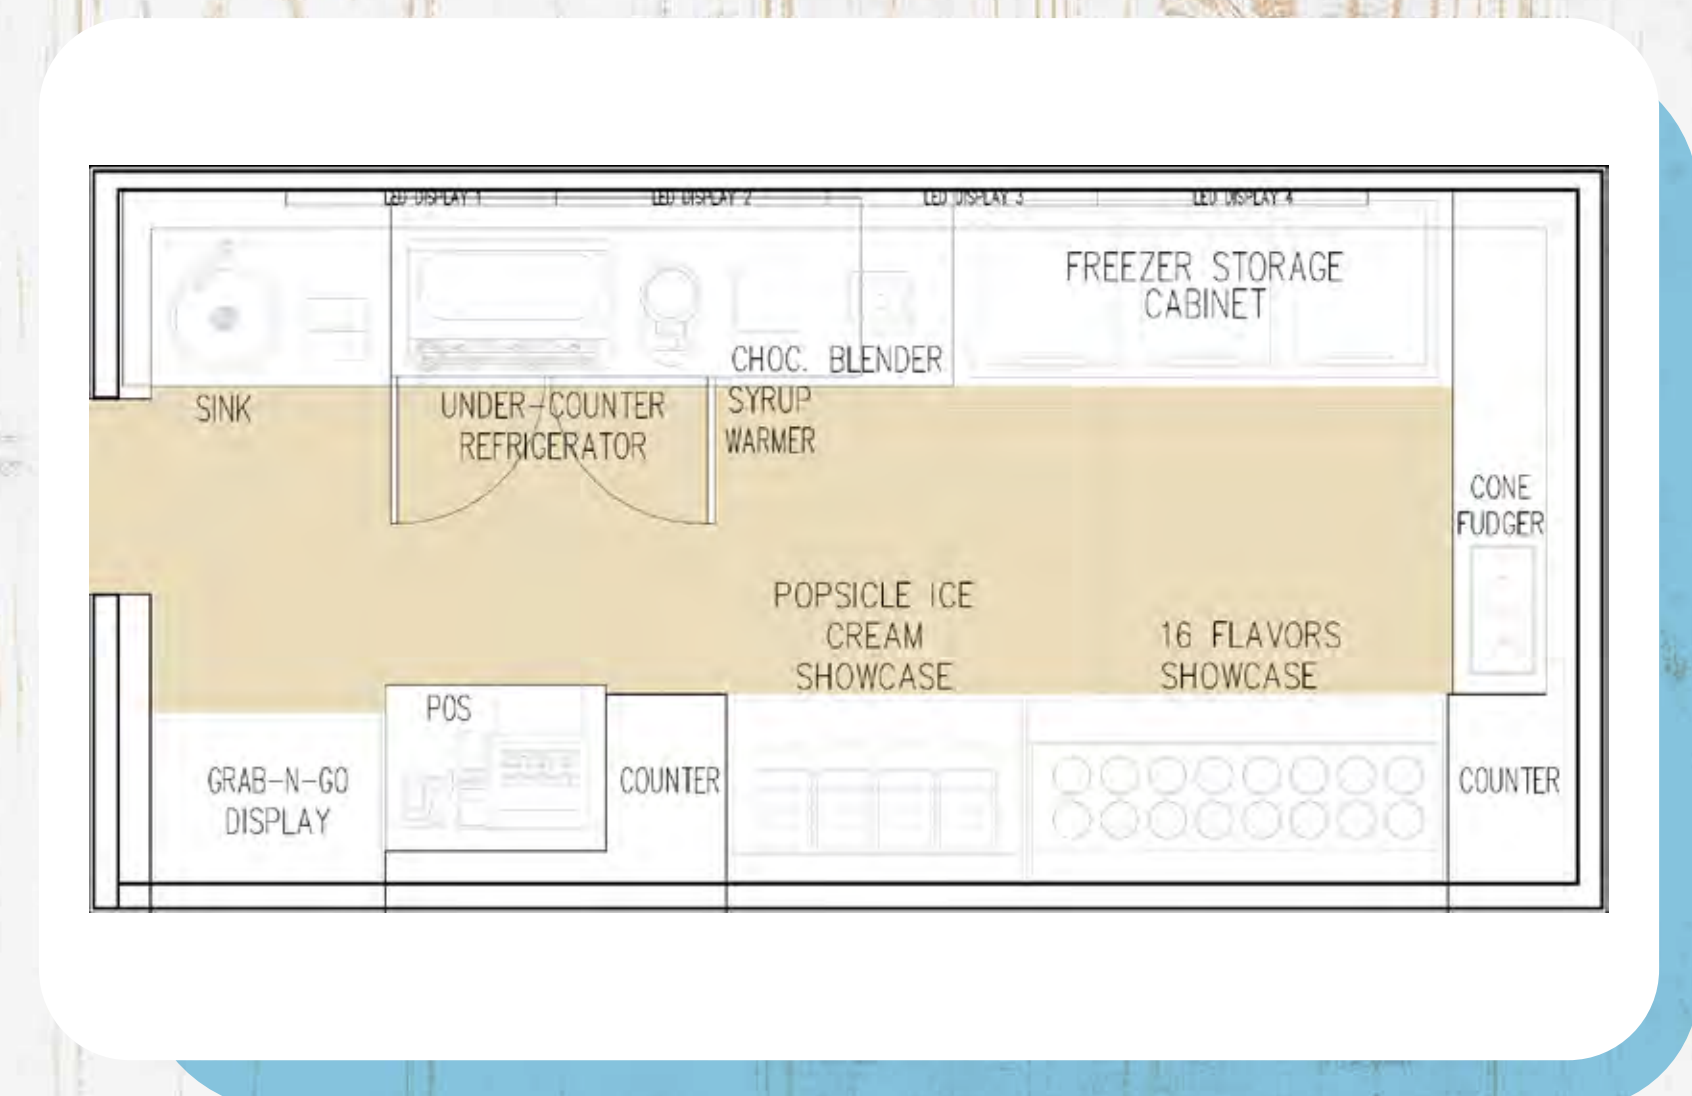 LED DISPLAY 1
LED DISPLAY 2
LED DISPLAY 3
LED DISPLAY 4
FREEZER STORAGE
CABINET
CHOC.
SYRUP
WARMER
BLENDER
SINK
UNDER-COUNTER
REFRIGERATOR
CONE
FUDGER
POPSICLE ICE
CREAM
SHOWCASE
16 FLAVORS
SHOWCASE
POS
GRAB-N-GO
DISPLAY
COUNTER
COUNTER